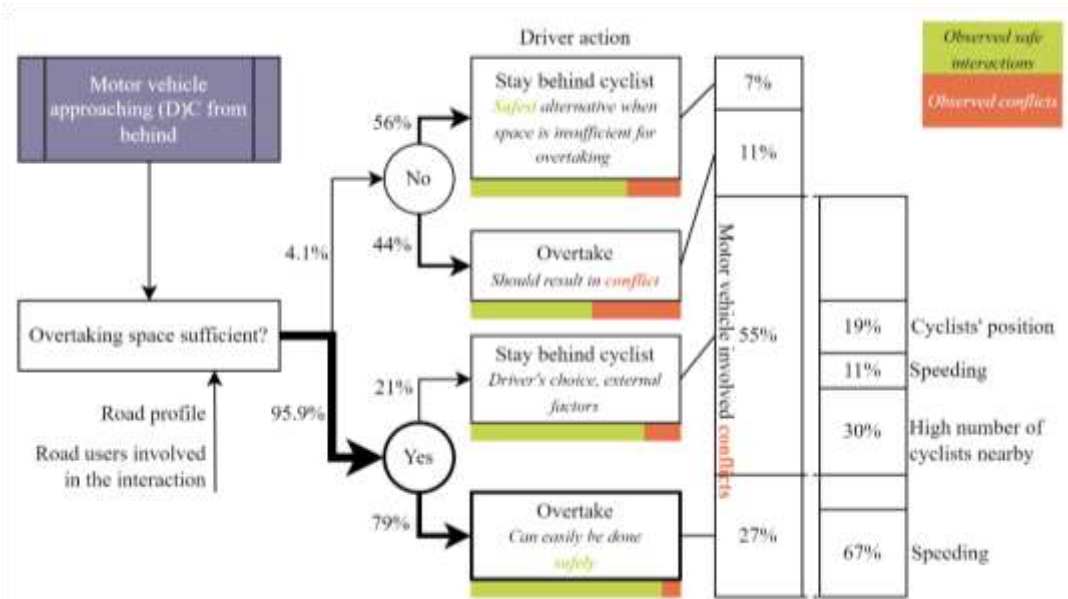 Driver action
Observed safe
interactions
Observed conflicts
Motor vehicle
approaching (D)C from
behind
Stay behind cyclist
Safest alternative when
space is insufficient for
overtaking
7%
56%
No
11%
44%
4.1%
Overtake
Should result in conflict
Overtaking space sufficient?
Stay behind cyclist
Driver's choice, external
factors
21%
95.9%
Yes
Road profile
Road users involved
in the interaction
79%
Overtake
Can easily be done
safely
Motor vehicle involved conflicts
55%
27%
19%
Cyclists' position
11%
Speeding
30%
High number of
cyclists nearby
67%
Speeding